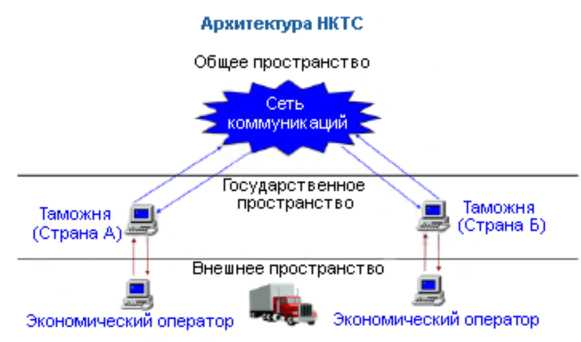 Архитектура НКТС
Общее пространство
Сеть
коммуникаций
Государственное
пространство
Таможня
(Страна А)
Таможня
(Страна Б)
Внешнее пространство
Экономический оператор
Экономический оператор